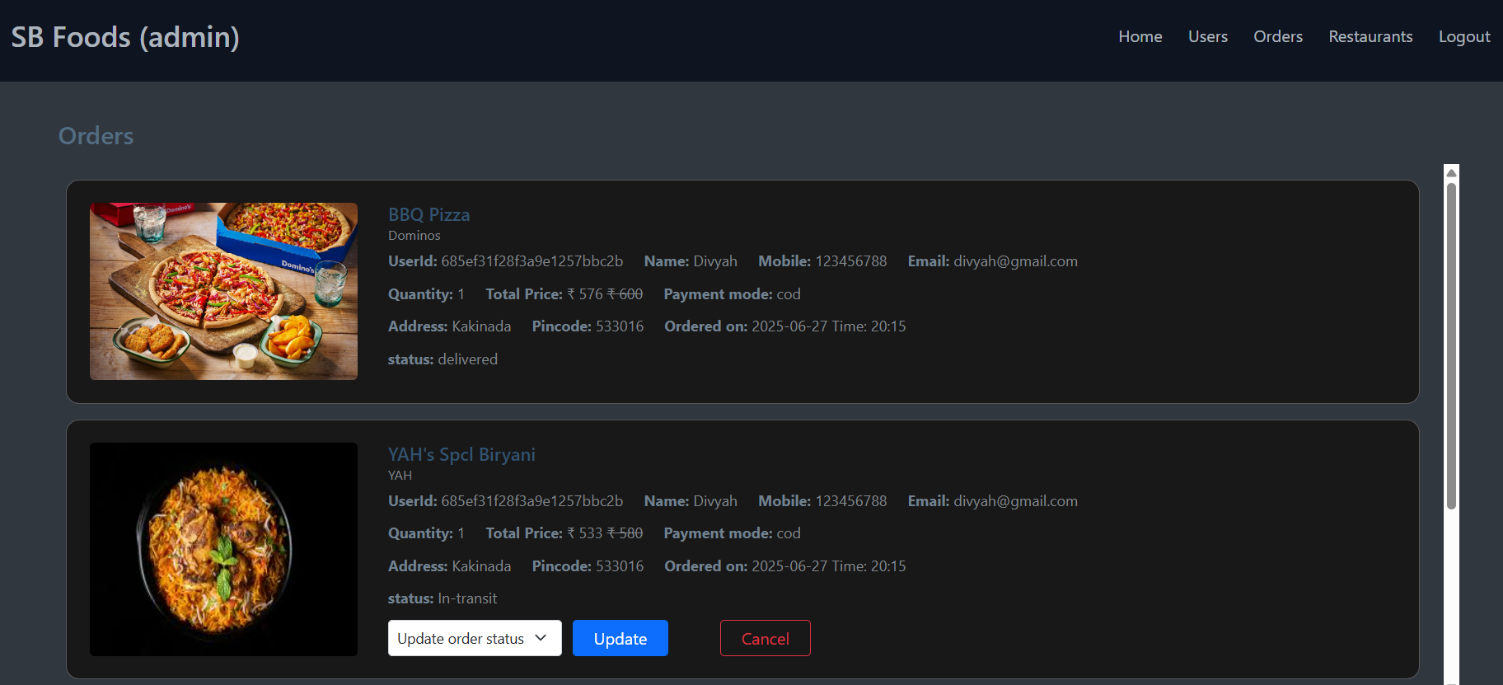 SB Foods (admin)
Home Users Orders Restaurants Logout
Orders
BBQ Pizza
Dominos
UserId: 685ef31f28f3a9e1257bbc2b Name: Divyah Mobile: 123456788 Email: divyah@gmail.com
Quantity: 1 Total Price: ₹ 576 ₹ 600 Payment mode: cod
Address: Kakinada Pincode: 533016 Ordered on: 2025-06-27 Time: 20:15
status: delivered
Domino's
YAH's Spcl Biryani
YAH
UserId: 685ef31f28f3a9e1257bbc2b Name: Divyah Mobile: 123456788 Email: divyah@gmail.com
Quantity: 1 Total Price: ₹ 533 ₹ 580 Payment mode: cod
Address: Kakinada Pincode: 533016 Ordered on: 2025-06-27 Time: 20:15
status: In-transit
Update order status Update Cancel